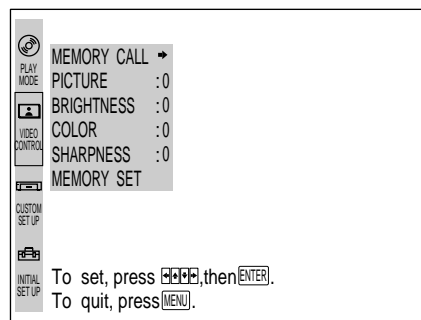 PLAY
MODE
VIDEO
CONTROL
CUSTOM
SET UP
INITIAL
SET UP
MEMORY CALL
PICTURE :0
BRIGHTNESS :0
COLOR :0
SHARPNESS :0
MEMORY SET
To set, press ,then ENTER.
To quit, press MENU.